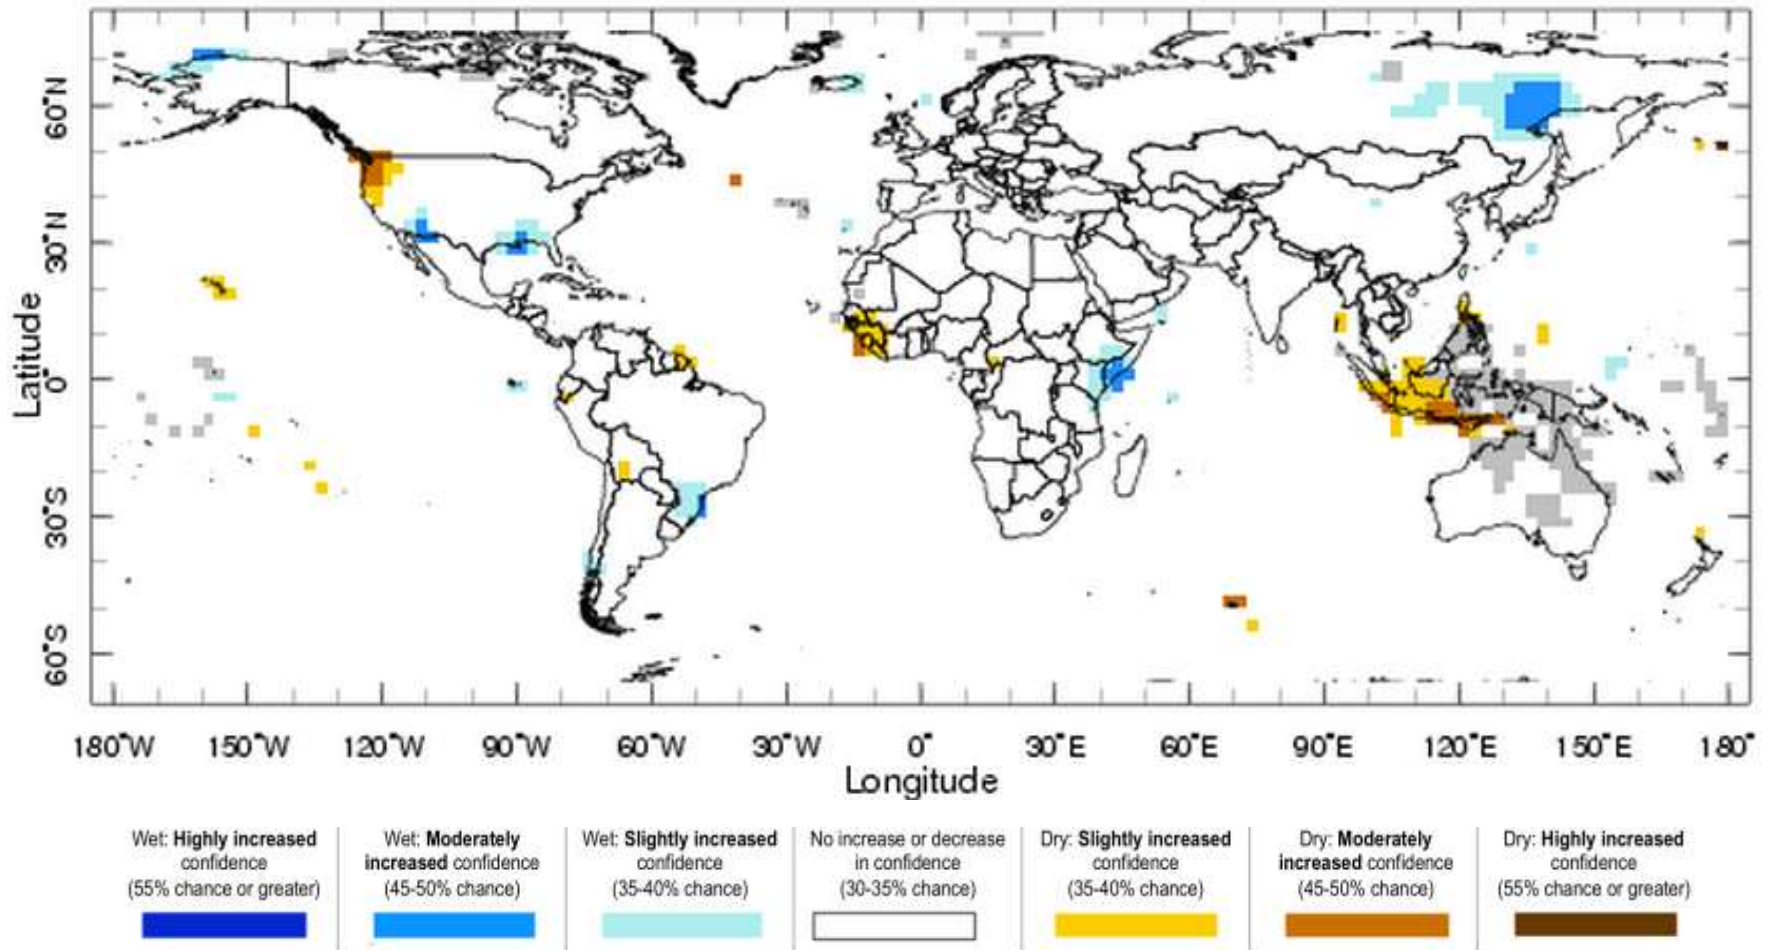 60°N
30°N
0°
30°S
60°S
Latitude
180°W 150°W 120°W 90°W 60°W 30°W 0° 30°E 60°E 90°E 120°E 150°E 180°
Longitude
Wet: Highly increased
confidence
(55% chance or greater)
Wet: Moderately
increased confidence
(45-50% chance)
Wet: Slightly increased
confidence
(35-40% chance)
No increase or decrease
in confidence
(30-35% chance)
Dry: Slightly increased
confidence
(35-40% chance)
Dry: Moderately
increased confidence
(45-50% chance)
Dry: Highly increased
confidence
(55% chance or greater)